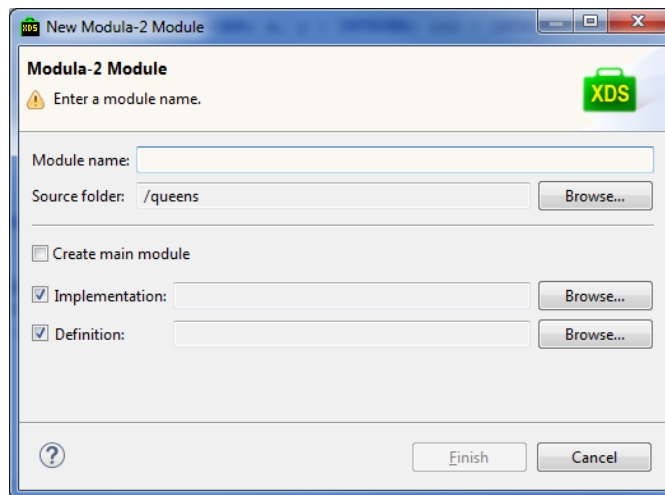 XDS New Modula-2 Module
Modula-2 Module
Enter a module name.
XDS
Module name:
Source folder: /queens Browse...
Create main module
Implementation: Browse...
Definition: Browse...
? Finish Cancel